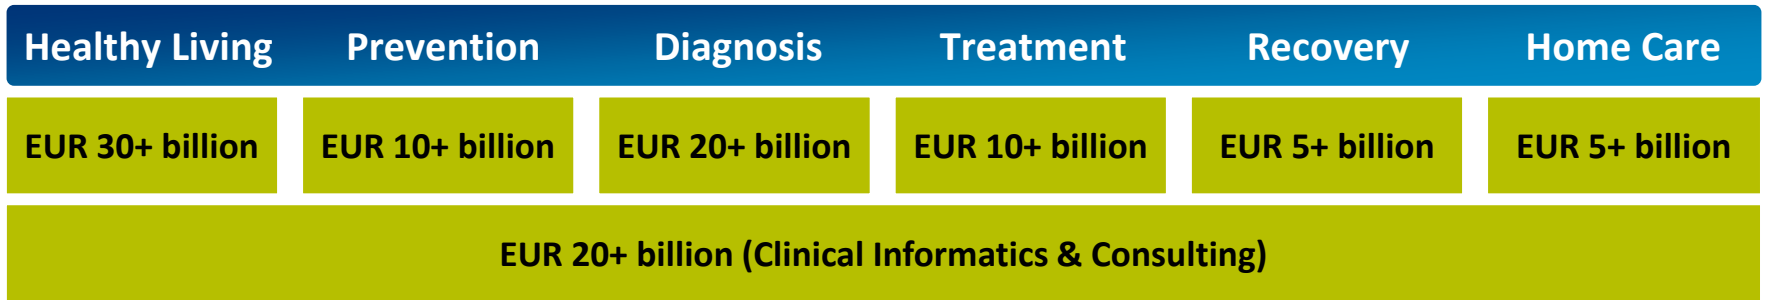 Healthy Living Prevention Diagnosis Treatment Recovery Home Care
EUR 30+ billion EUR 10+ billion EUR 20+ billion EUR 10+ billion EUR 5+ billion EUR 5+ billion
EUR 20+ billion (Clinical Informatics & Consulting)